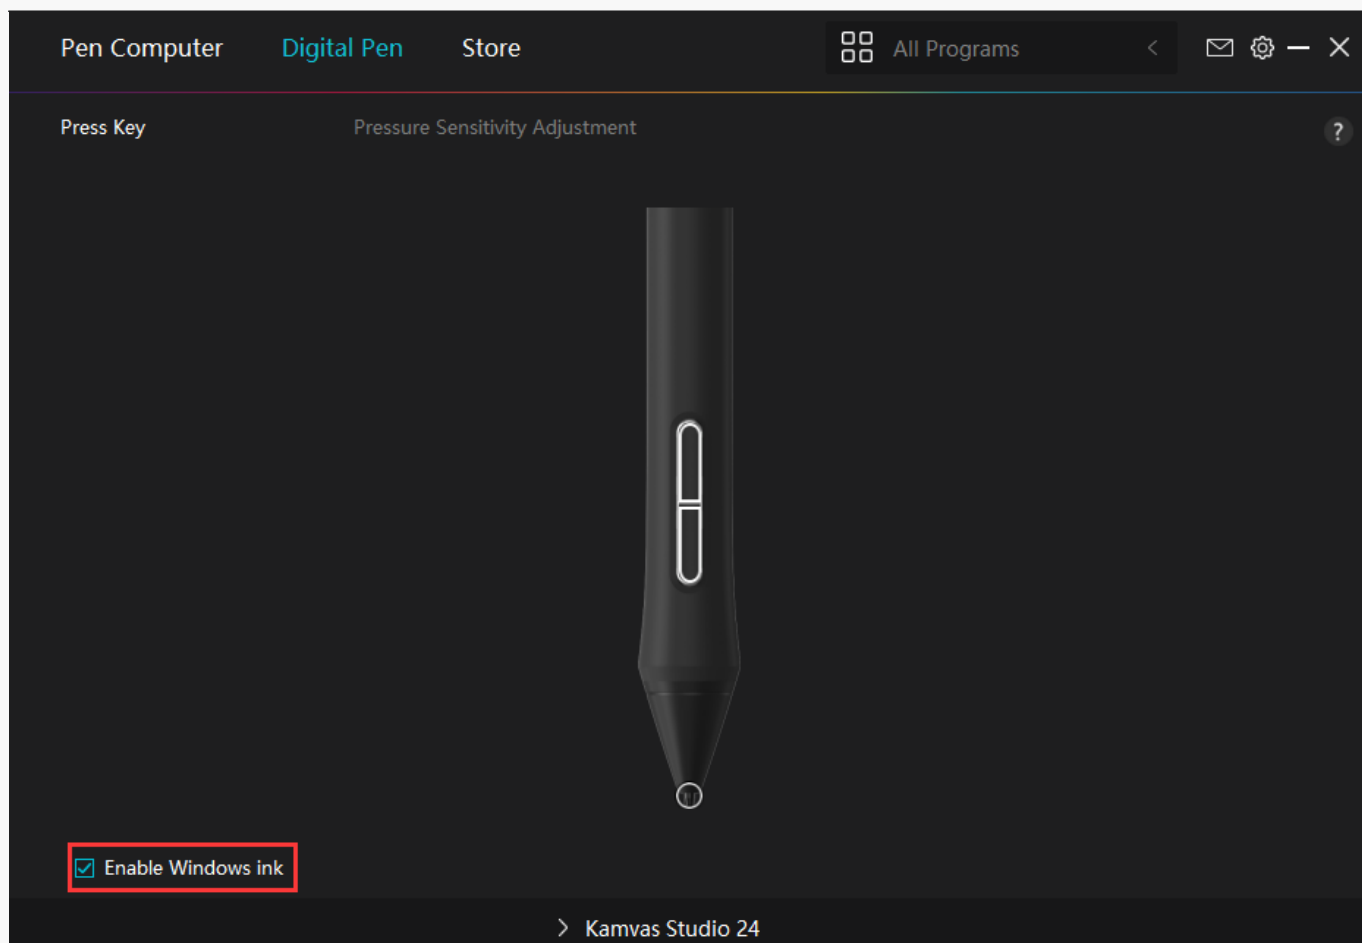 Pen Computer Digital Pen Store All Programs
Press Key Pressure Sensitivity Adjustment ?
Enable Windows ink
Kamvas Studio 24